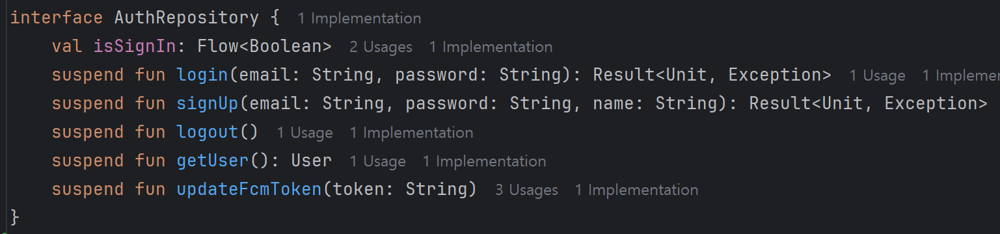 interface AuthRepository {  1 Implementation
    val isSignIn: Flow<Boolean>  2 Usages  1 Implementation
    suspend fun login(email: String, password: String): Result<Unit, Exception>  1 Usage  1
    suspend fun signUp(email: String, password: String, name: String): Result<Unit, Exception>
    suspend fun logout()  1 Usage  1 Implementation
    suspend fun getUser(): User  1 Usage  1 Implementation
    suspend fun updateFcmToken(token: String)  3 Usages  1 Implementation
}